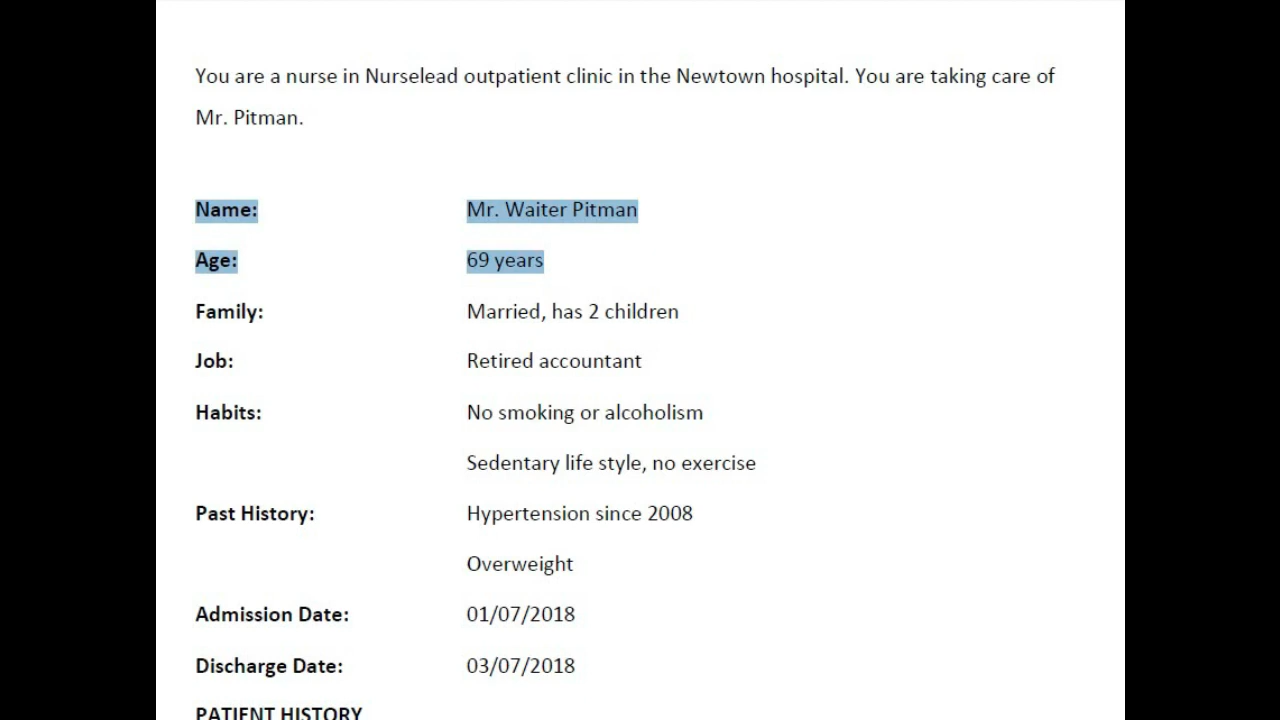 You are a nurse in Nurselead outpatient clinic in the Newtown hospital. You are taking care of
Mr. Pitman.
Name: Mr. Waiter Pitman
Age: 69 years
Family: Married, has 2 children
Job: Retired accountant
Habits: No smoking or alcoholism
Sedentary life style, no exercise
Past History: Hypertension since 2008
Overweight
Admission Date: 01/07/2018
Discharge Date: 03/07/2018
PATIENT HISTORY